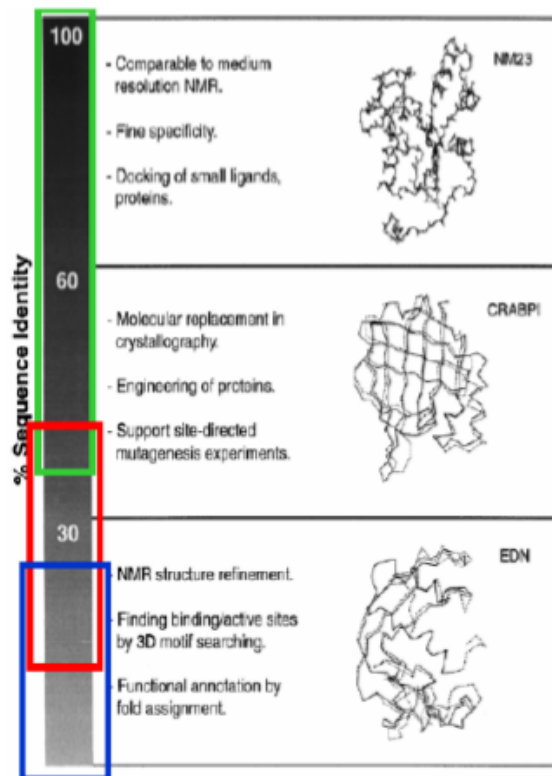 100
- Comparable to medium
resolution NMR.
NM23
- Fine specificity.
- Docking of small ligands,
proteins.
% Sequence Identity
60
- Molecular replacement in
crystallography.
CRABPI
- Engineering of proteins.
- Support site-directed
mutagenesis experiments.
30
EDN
- NMR structure refinement.
- Finding binding/active sites
by 3D motif searching.
- Functional annotation by
fold assignment.